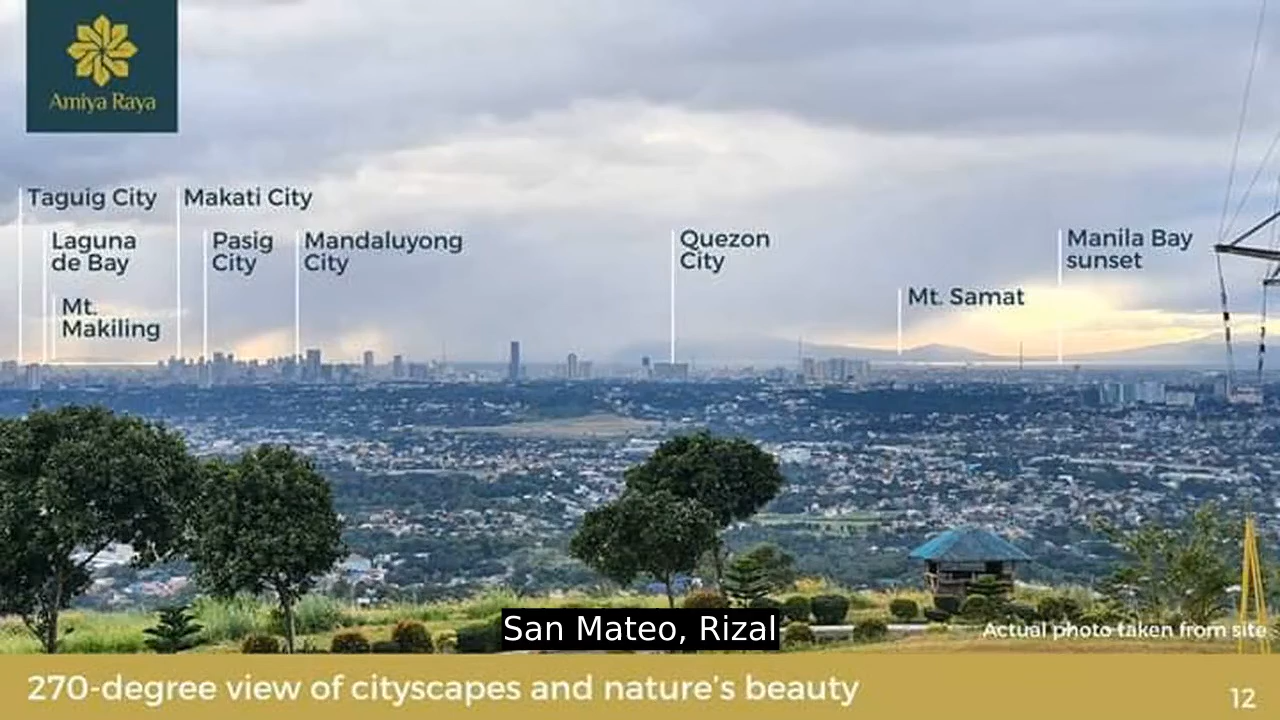 Amiya Raya
Taguig City
Makati City
Laguna
de Bay
Pasig
City
Mandaluyong
City
Quezon
City
Manila Bay
sunset
Mt. Samat
Mt.
Makiling
San Mateo, Rizal
Actual photo taken from site
270-degree view of cityscapes and nature's beauty
12